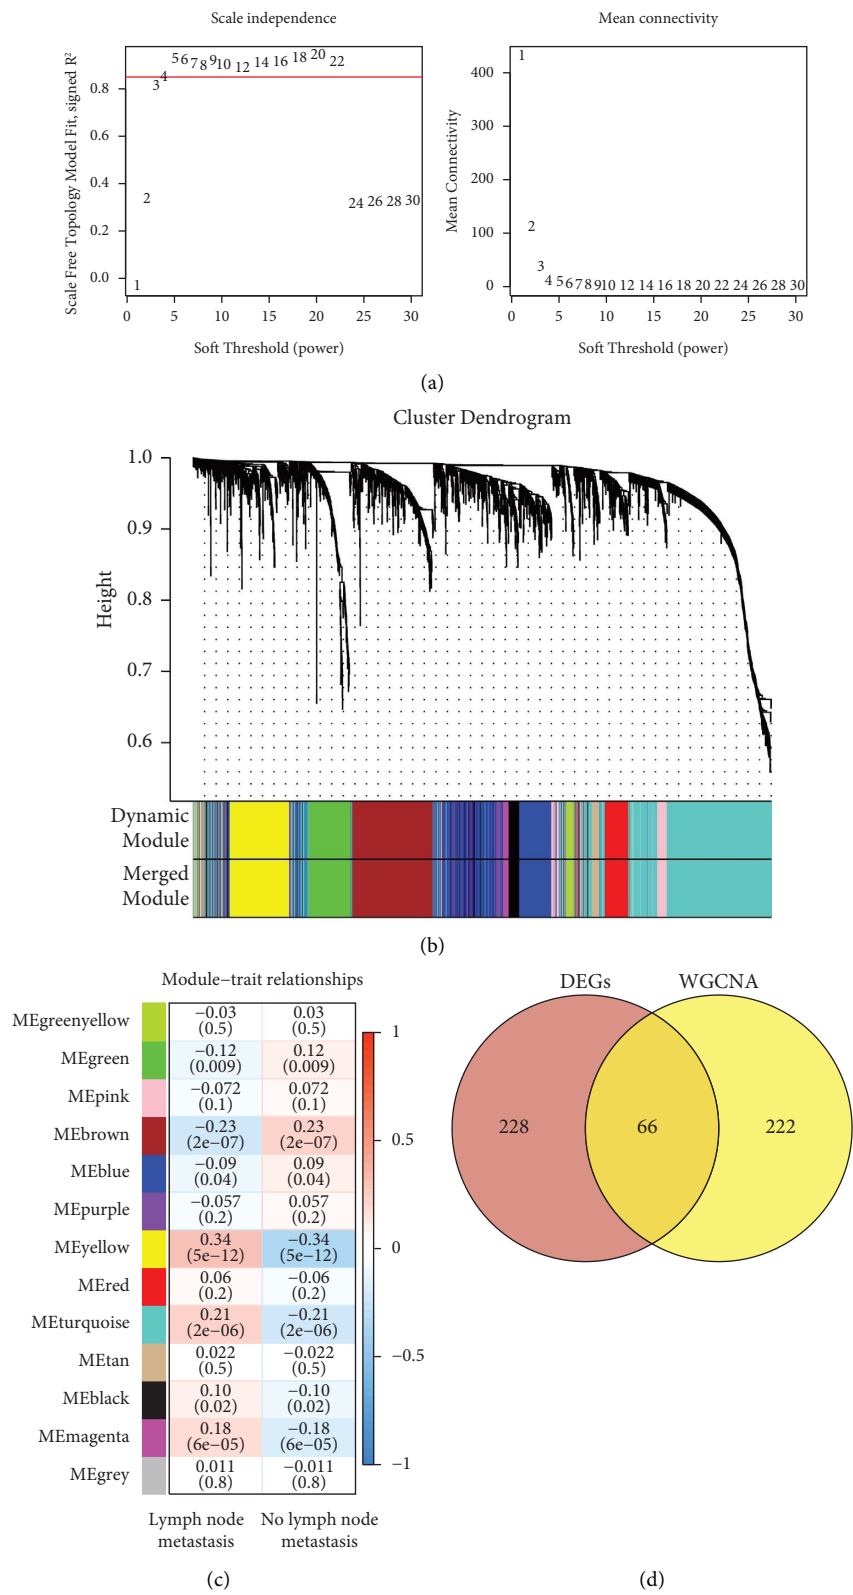 Scale independence
Scale Free Topology Model Fit, signed R²
0.8
0.6
0.4
0.2
0.0
1
2
3
4
5 6 7 8 9 10 12 14 16 18 20 22
24 26 28 30
0 5 10 15 20 25 30
Soft Threshold (power)
Mean connectivity
Mean Connectivity
400
300
200
100
0
1
2
3
4 5 6 7 8 9 10 12 14 16 18 20 22 24 26 28 30
0 5 10 15 20 25 30
Soft Threshold (power)
(a)
Cluster Dendrogram
Height
1.0
0.9
0.8
0.7
0.6
Dynamic
Module
Merged
Module
(b)
Module−trait relationships
MEgreenyellow −0.03 0.03
(0.5) (0.5)
MEgreen −0.12 0.12
(0.009) (0.009)
MEpink −0.072 0.072
(0.1) (0.1)
MEbrown −0.23 0.23
(2e−07) (2e−07)
MEblue −0.09 0.09
(0.04) (0.04)
MEpurple −0.057 0.057
(0.2) (0.2)
MEyellow 0.34 −0.34
(5e−12) (5e−12)
MEred 0.06 −0.06
(0.2) (0.2)
MEturquoise 0.21 −0.21
(2e−06) (2e−06)
MEtan 0.022 −0.022
(0.5) (0.5)
MEblack 0.10 −0.10
(0.02) (0.02)
MEmagenta 0.18 −0.18
(6e−05) (6e−05)
MEgrey 0.011 −0.011
(0.8) (0.8)
1
0.5
0
−0.5
−1
Lymph node
metastasis
No lymph node
metastasis
(c)
DEGs WGCNA
228 66 222
(d)